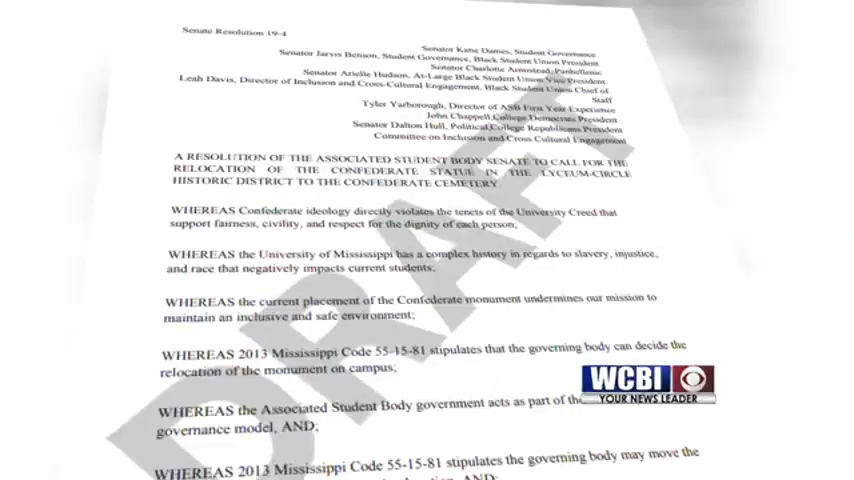 Senate Resolution 19-4
Senator Katie Dames, Student Governance
Senator Jarvis Benson, Student Governance, Black Student Union President
Senator Charlotte Armostead, Panhellenic
Senator Arielle Hudson, At-Large Black Student Union Vice President
Leah Davis, Director of Inclusion and Cross-Cultural Engagement, Black Student Union Chief of
Staff
Tyler Yarborough, Director of ASB First Year Experience
John Chappell, College Democrats President
Senator Dalton Hull, Political, College Republicans President
Committee on Inclusion and Cross Cultural Engagement
A RESOLUTION OF THE ASSOCIATED STUDENT BODY SENATE TO CALL FOR THE
RELOCATION OF THE CONFEDERATE STATUE IN THE LYCEUM-CIRCLE
HISTORIC DISTRICT TO THE CONFEDERATE CEMETERY
WHEREAS Confederate ideology directly violates the tenets of the University Creed that
support fairness, civility, and respect for the dignity of each person;
WHEREAS the University of Mississippi has a complex history in regards to slavery, injustice,
and race that negatively impacts current students;
WHEREAS the current placement of the Confederate monument undermines our mission to
maintain an inclusive and safe environment;
WHEREAS 2013 Mississippi Code 55-15-81 stipulates that the governing body can decide the
relocation of the monument on campus;
WHEREAS the Associated Student Body government acts as part of the
governance model, AND;
WHEREAS 2013 Mississippi Code 55-15-81 stipulates the governing body may move the
AND;
DRAFT
WCBI
YOUR NEWS LEADER